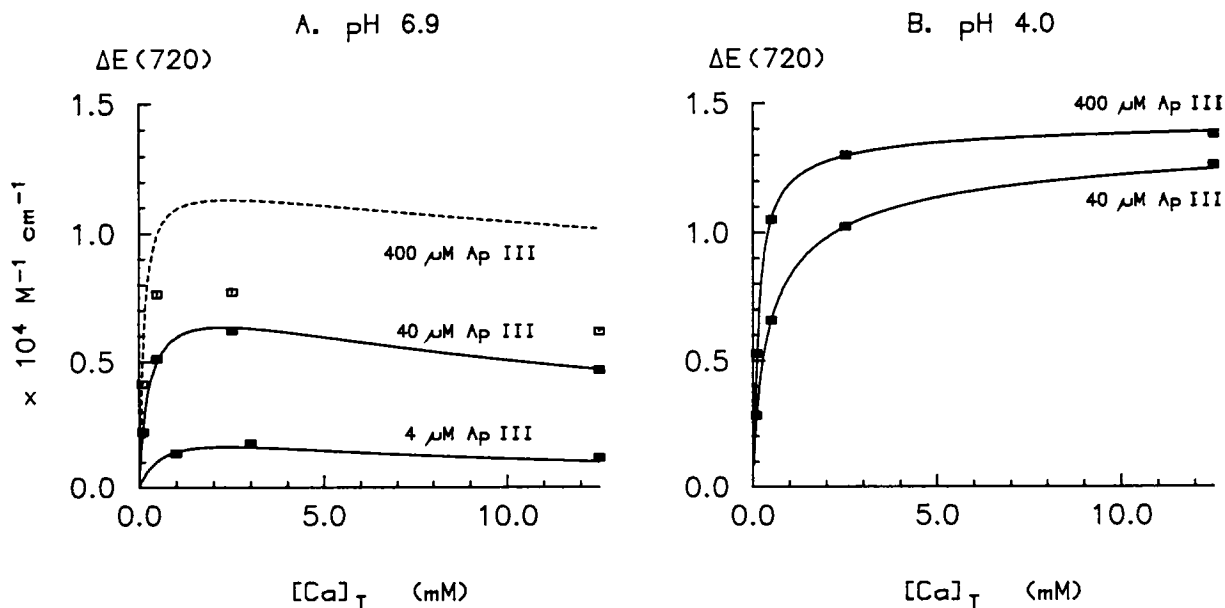 A. pH 6.9
ΔE(720)
× 10⁴ M⁻¹ cm⁻¹
1.5
1.0
0.5
0.0
400 μM Ap III
40 μM Ap III
4 μM Ap III
0.0 5.0 10.0
[Ca]T (mM)
B. pH 4.0
ΔE(720)
1.5
1.0
0.5
0.0
400 μM Ap III
40 μM Ap III
0.0 5.0 10.0
[Ca]T (mM)